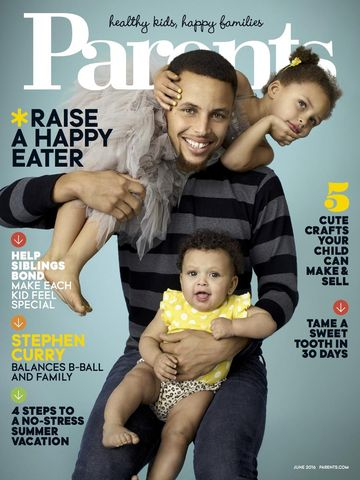 healthy kids, happy families
Parents
*RAISE
A HAPPY
EATER
HELP
SIBLINGS
BOND
MAKE EACH
KID FEEL
SPECIAL
STEPHEN
CURRY
BALANCES B-BALL
AND FAMILY
4 STEPS TO
A NO-STRESS
SUMMER
VACATION
5
CUTE
CRAFTS
YOUR
CHILD
CAN
MAKE &
SELL
TAME A
SWEET
TOOTH IN
30 DAYS
JUNE 2016 PARENTS.COM